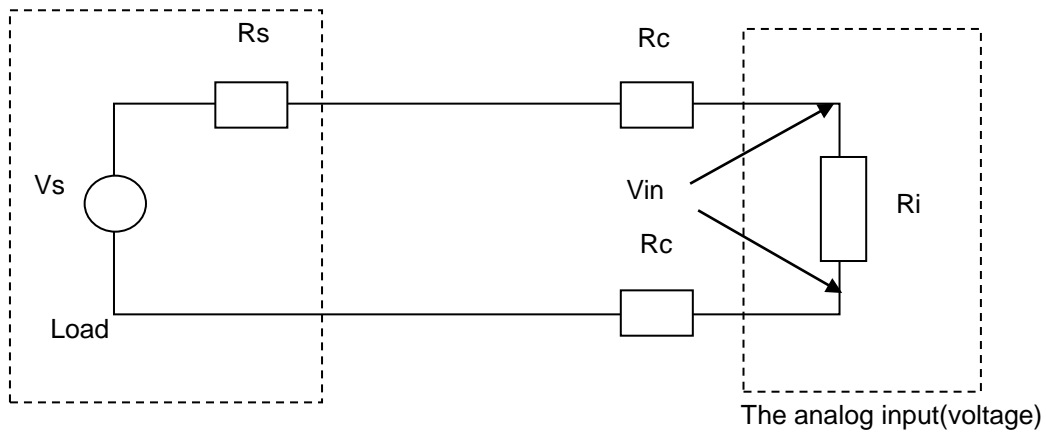 Rs
Rc
Vs
Vin
Ri
Rc
Load
The analog input(voltage)